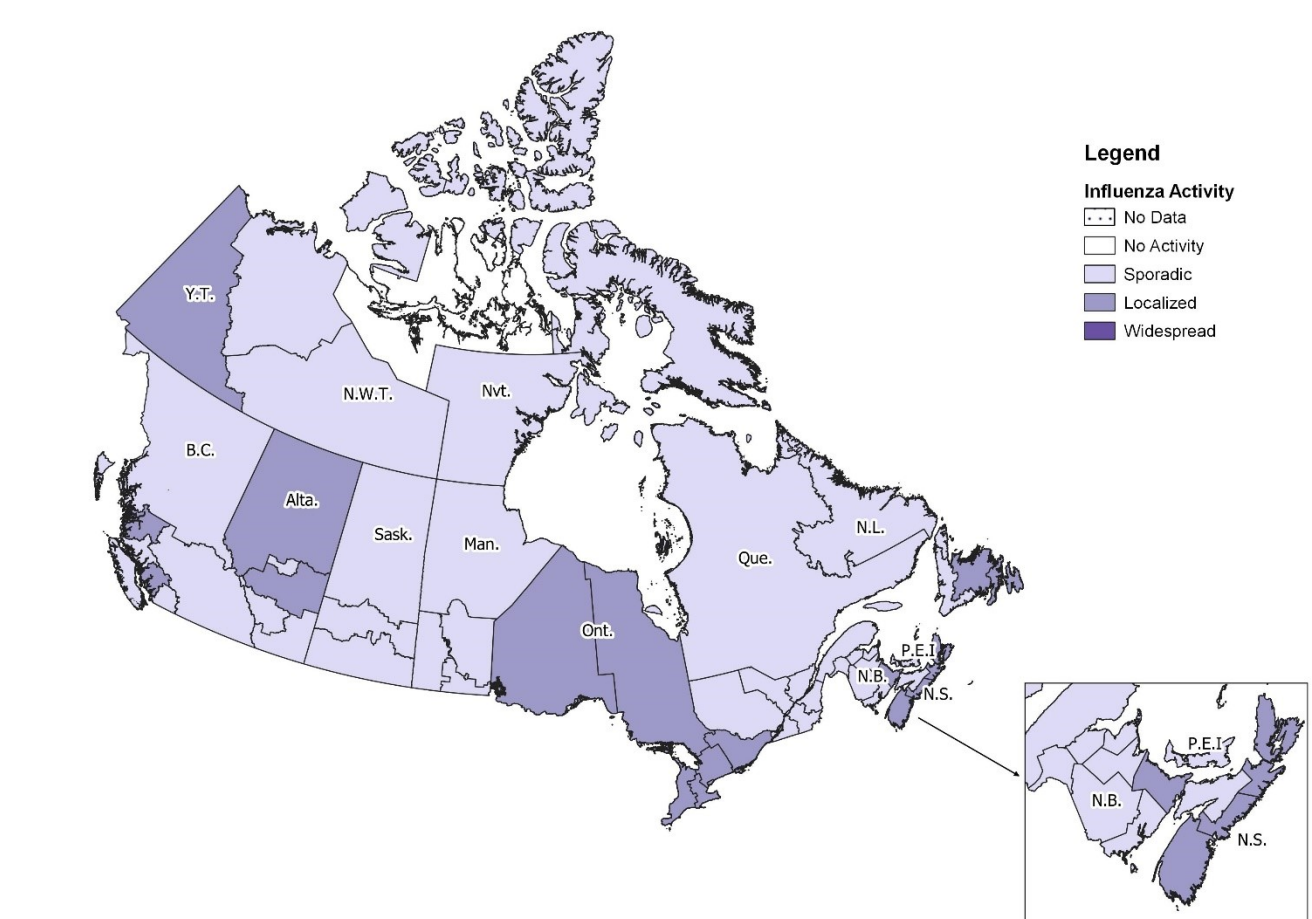 Legend
Influenza Activity
No Data
No Activity
Sporadic
Localized
Widespread
Y.T.
N.W.T.
Nvt.
B.C.
Alta.
Sask.
Man.
Que.
N.L.
Ont.
P.E.I
N.B.
N.S.
P.E.I
N.B.
N.S.